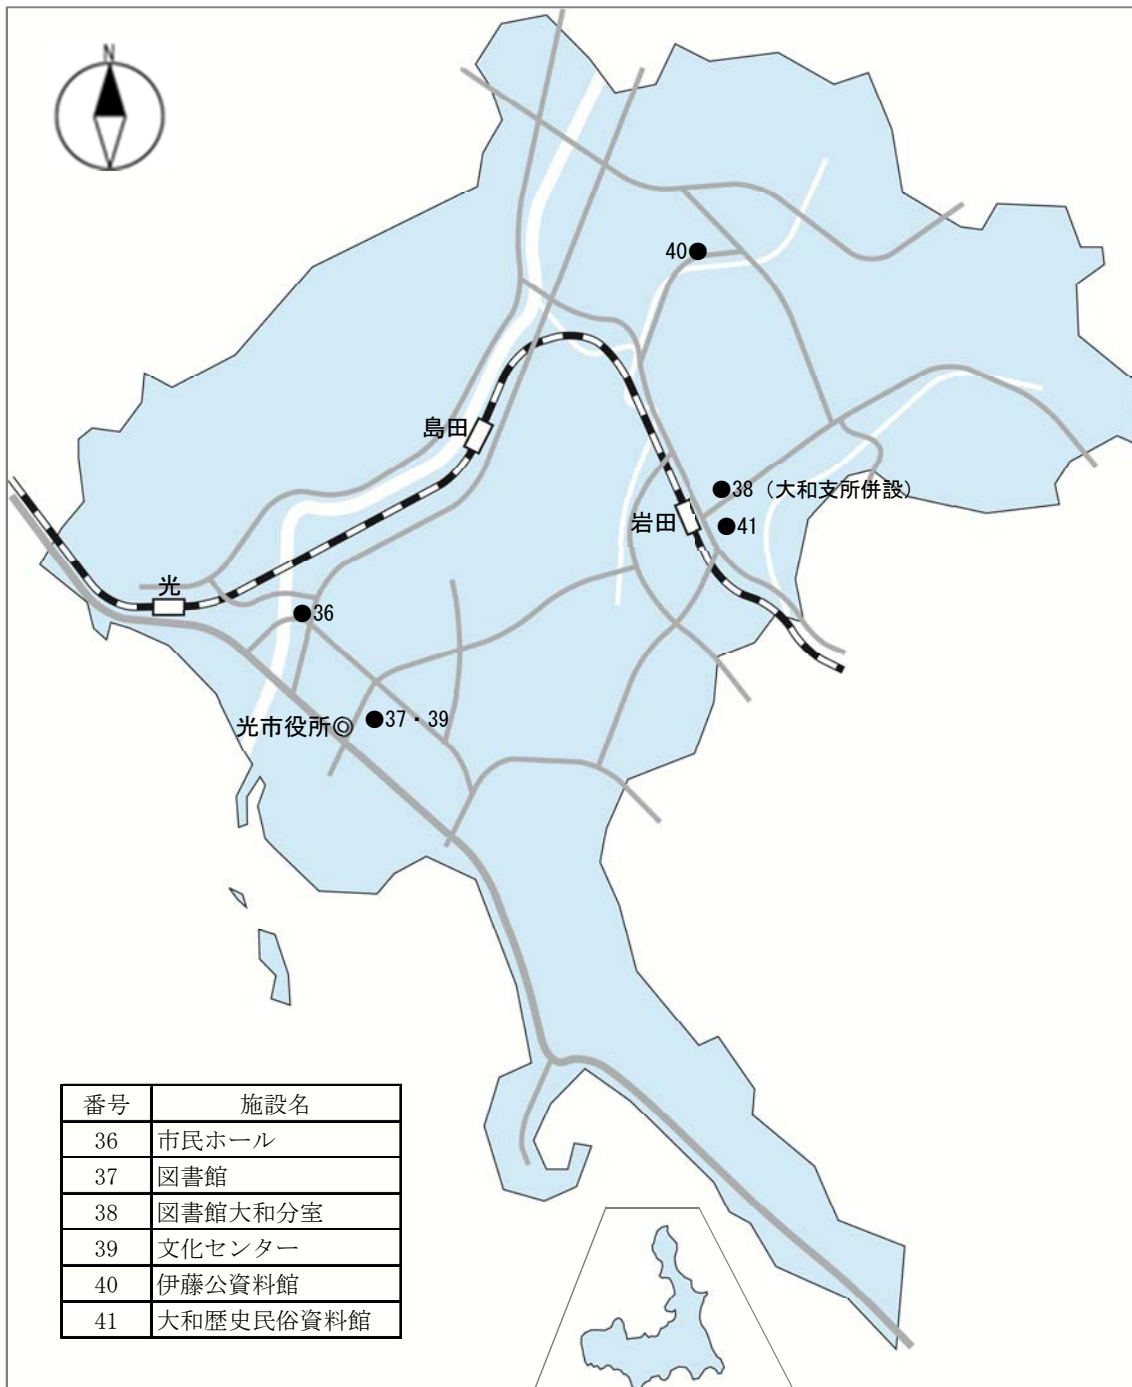 N
40
島田
38（大和支所併設）
岩田
41
光
36
光市役所◎
37・39
番号 施設名
36 市民ホール
37 図書館
38 図書館大和分室
39 文化センター
40 伊藤公資料館
41 大和歴史民俗資料館